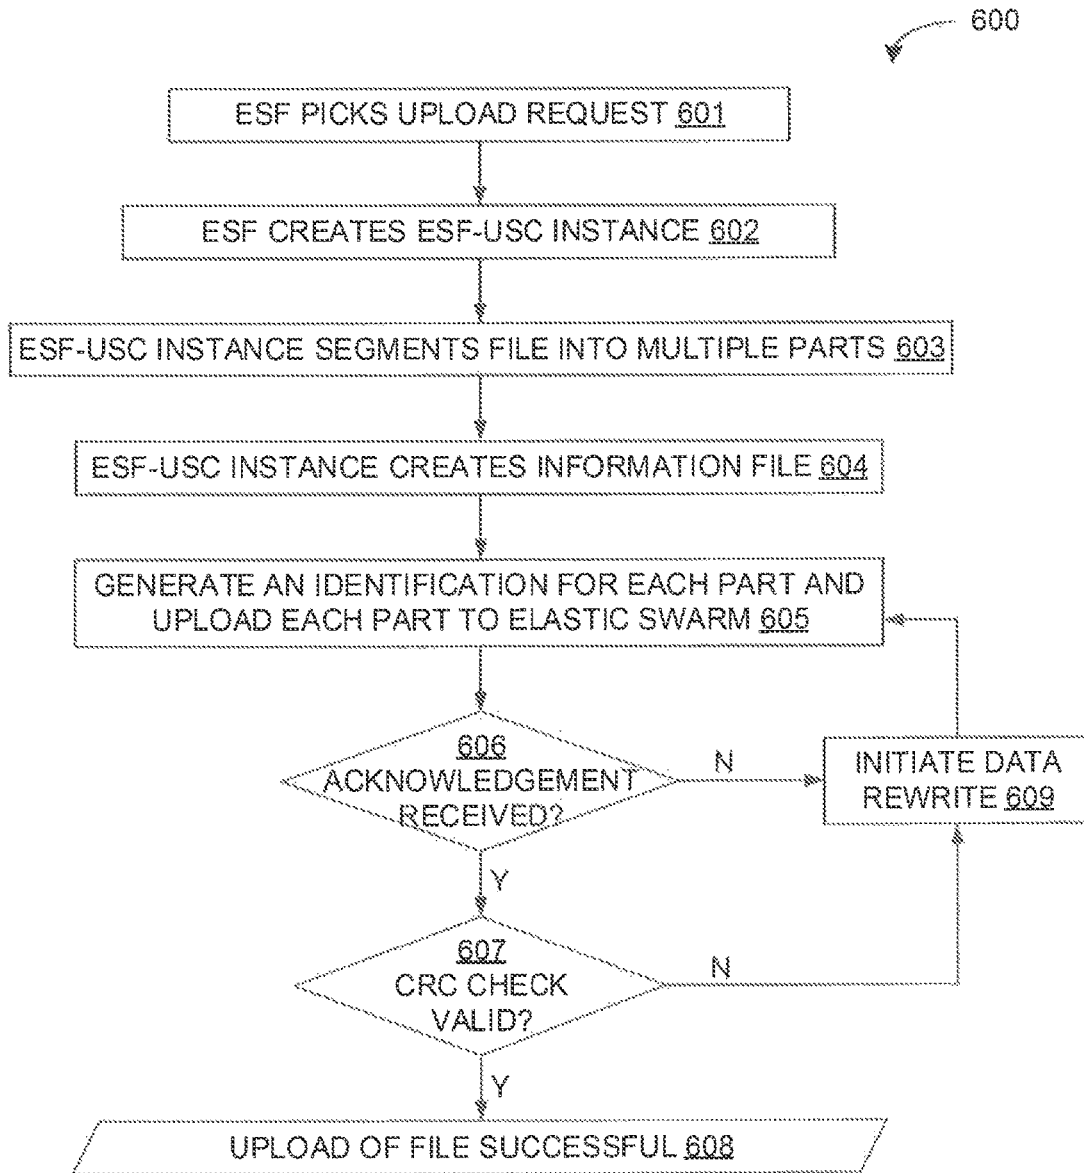 600
ESF PICKS UPLOAD REQUEST 601
ESF CREATES ESF-USC INSTANCE 602
ESF-USC INSTANCE SEGMENTS FILE INTO MULTIPLE PARTS 603
ESF-USC INSTANCE CREATES INFORMATION FILE 604
GENERATE AN IDENTIFICATION FOR EACH PART AND
UPLOAD EACH PART TO ELASTIC SWARM 605
606
ACKNOWLEDGEMENT
RECEIVED?
N
INITIATE DATA
REWRITE 609
Y
607
CRC CHECK
VALID?
N
Y
UPLOAD OF FILE SUCCESSFUL 608